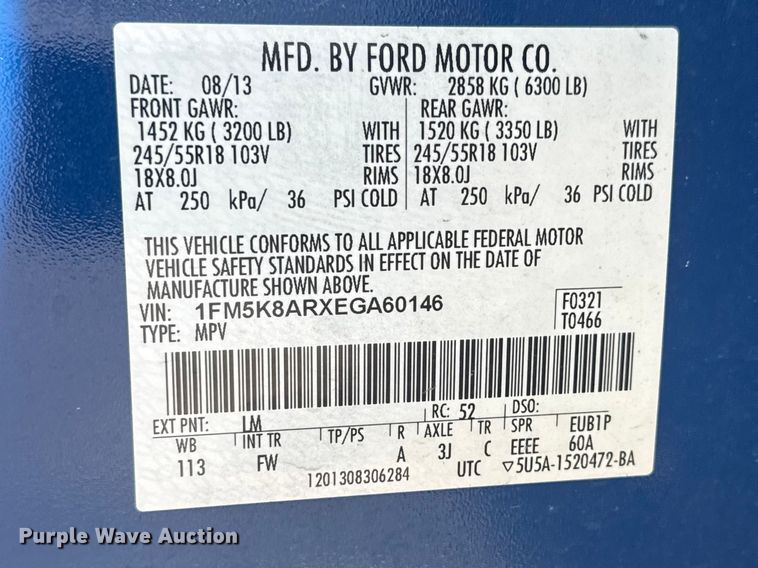 MFD. BY FORD MOTOR CO.
DATE: 08/13 GVWR: 2858 KG ( 6300 LB)
FRONT GAWR: REAR GAWR:
1452 KG ( 3200 LB) WITH 1520 KG ( 3350 LB) WITH
245/55R18 103V TIRES 245/55R18 103V TIRES
18X8.0J RIMS 18X8.0J RIMS
AT 250 kPa/ 36 PSI COLD AT 250 kPa/ 36 PSI COLD
THIS VEHICLE CONFORMS TO ALL APPLICABLE FEDERAL MOTOR
VEHICLE SAFETY STANDARDS IN EFFECT ON THE DATE OF
MANUFACTURE SHOWN ABOVE.
VIN: 1FM5K8ARXEGA60146 F0321
TYPE: MPV T0466
EXT PNT: LM RC: 52 DSO:
WB INT TR TP/PS R AXLE TR SPR EUB1P
113 FW A 3J C EEEE 60A
1201308306284 UTC ▽5U5A-1520472-BA
Purple Wave Auction